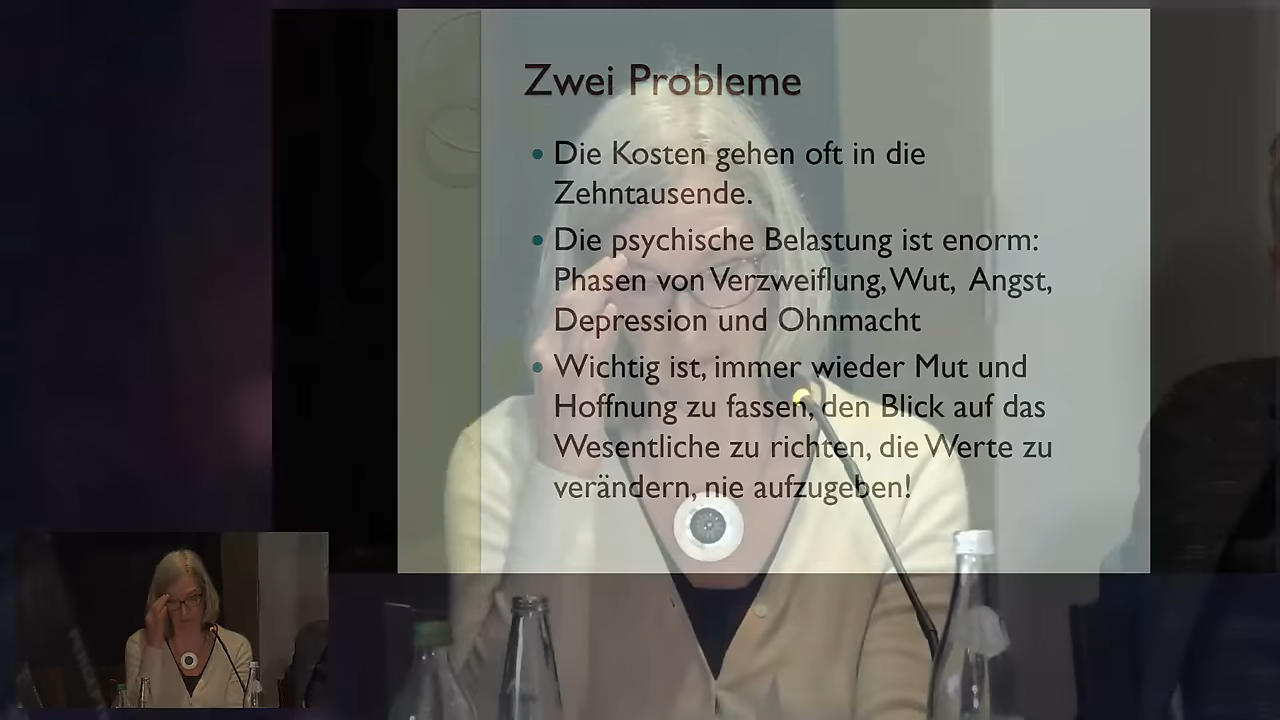 Zwei Probleme
• Die Kosten gehen oft in die
Zehntausende.
• Die psychische Belastung ist enorm:
Phasen von Verzweiflung, Wut, Angst,
Depression und Ohnmacht
• Wichtig ist, immer wieder Mut und
Hoffnung zu fassen, den Blick auf das
Wesentliche zu richten, die Werte zu
verändern, nie aufzugeben!